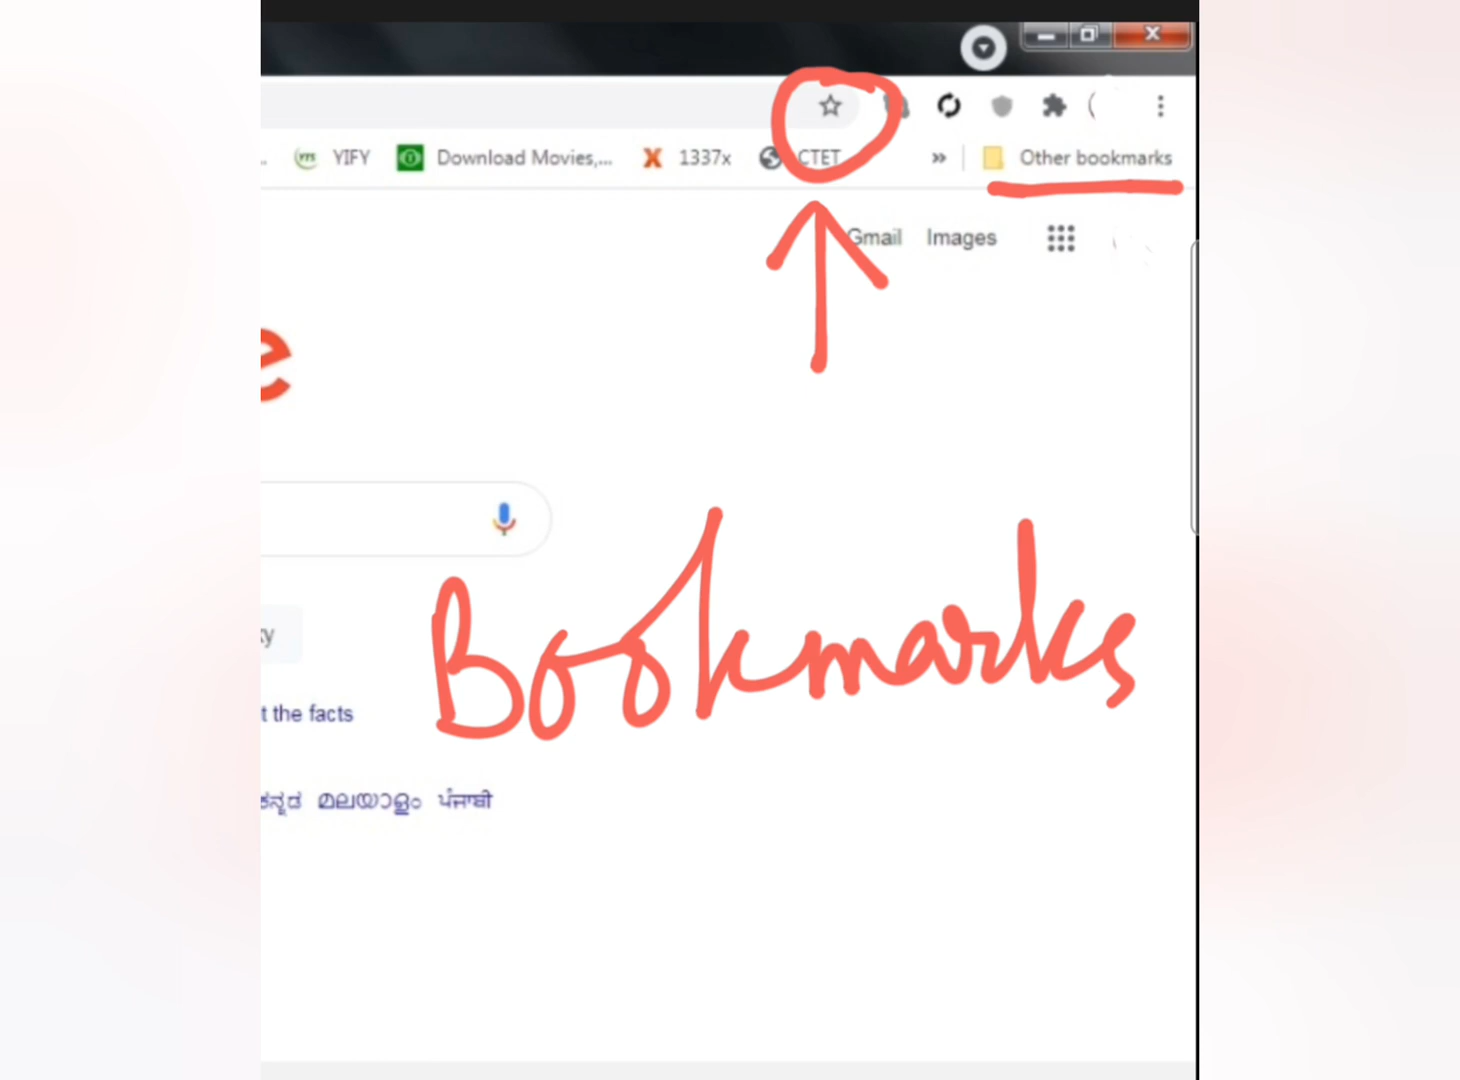 YIFY Download Movies,... 1337x CTET » Other bookmarks
Gmail Images
e
Bookmarks
t the facts
ಕನ್ನಡ മലയാളം ਪੰਜਾਬੀ